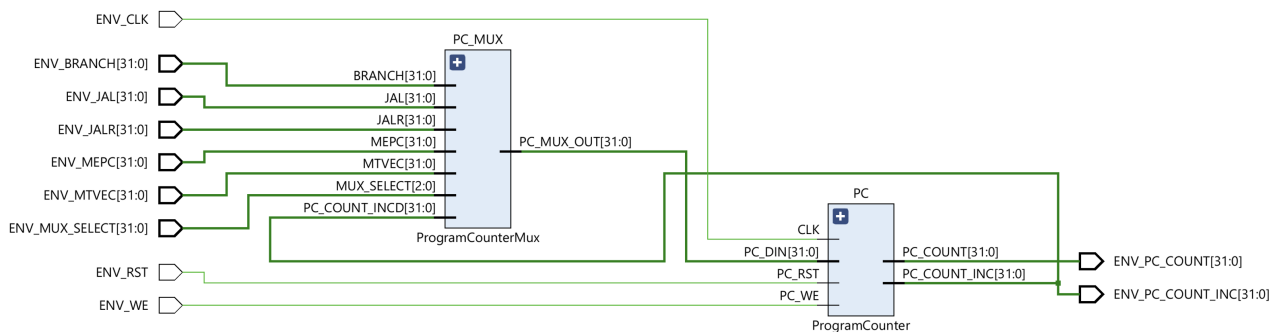 ENV_CLK
ENV_BRANCH[31:0]
ENV_JAL[31:0]
ENV_JALR[31:0]
ENV_MEPC[31:0]
ENV_MTVEC[31:0]
ENV_MUX_SELECT[31:0]
ENV_RST
ENV_WE
PC_MUX
BRANCH[31:0]
JAL[31:0]
JALR[31:0]
MEPC[31:0]
MTVEC[31:0]
MUX_SELECT[2:0]
PC_COUNT_INCD[31:0]
PC_MUX_OUT[31:0]
ProgramCounterMux
PC
CLK
PC_DIN[31:0]
PC_RST
PC_WE
PC_COUNT[31:0]
PC_COUNT_INC[31:0]
ProgramCounter
ENV_PC_COUNT[31:0]
ENV_PC_COUNT_INC[31:0]